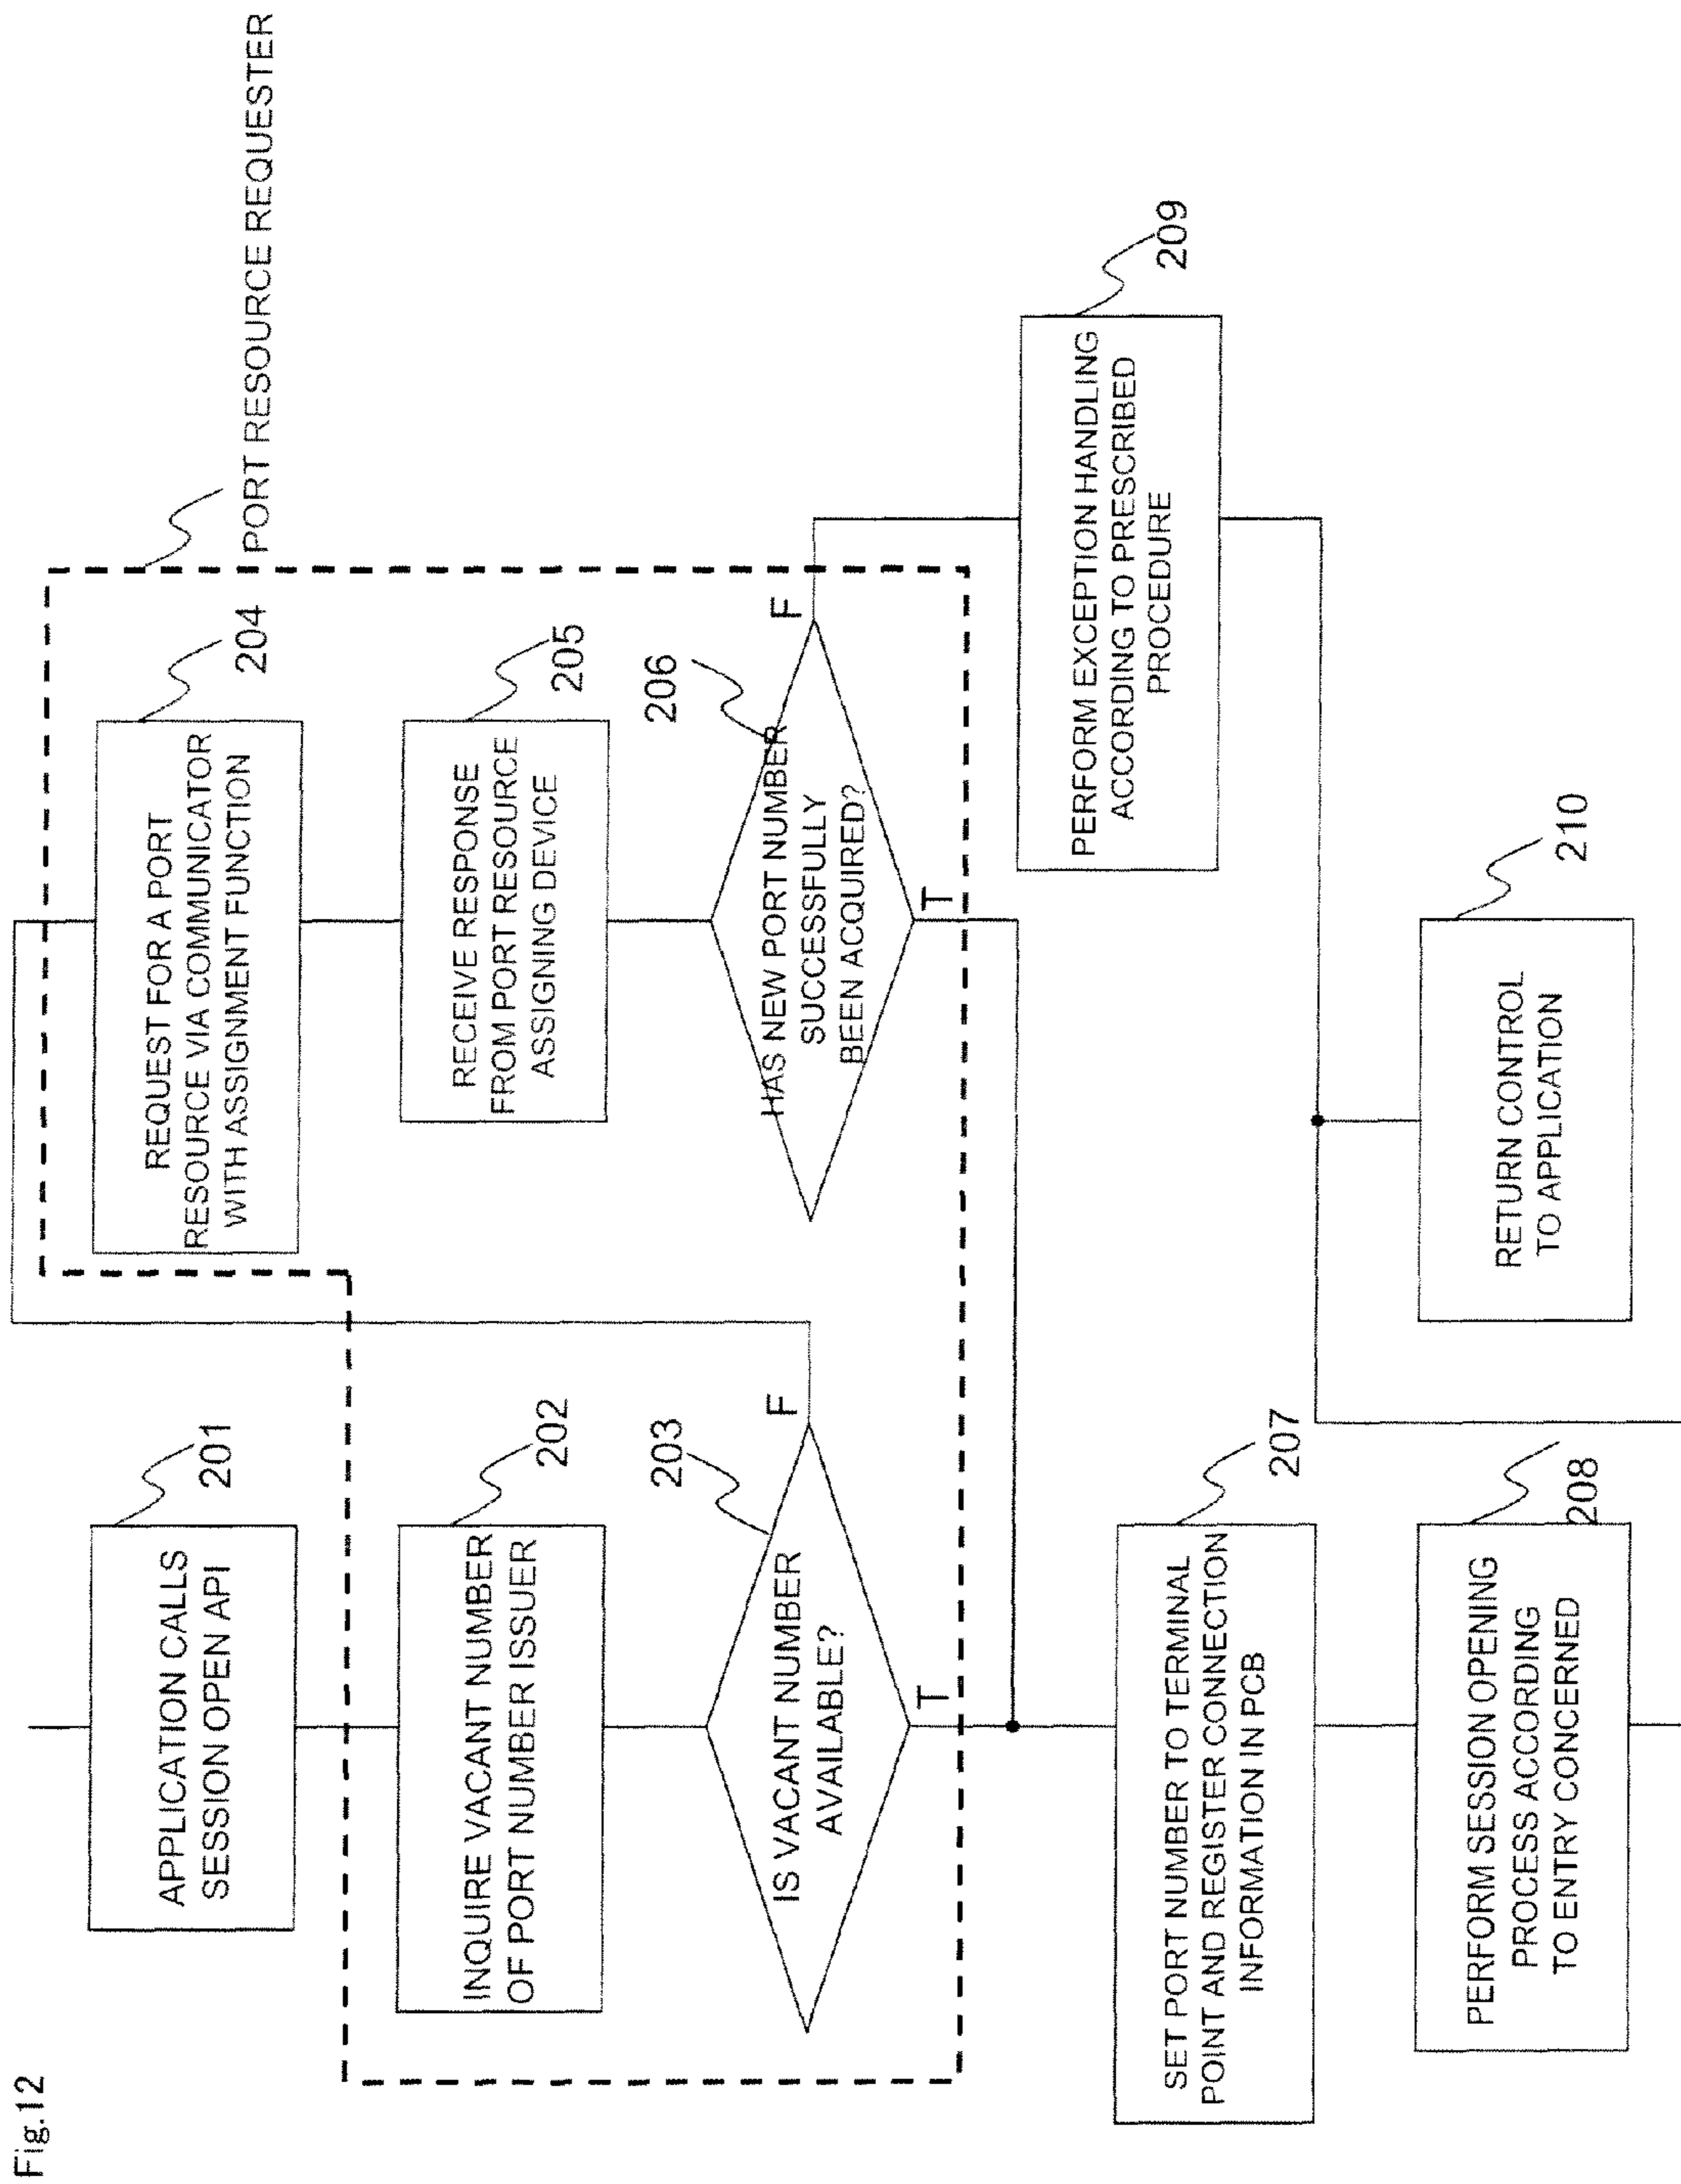 Fig.12
APPLICATION CALLS
SESSION OPEN API
201
INQUIRE VACANT NUMBER
OF PORT NUMBER ISSUER
202
IS VACANT NUMBER
AVAILABLE?
203
F
T
REQUEST FOR A PORT
RESOURCE VIA COMMUNICATOR
WITH ASSIGNMENT FUNCTION
204
RECEIVE RESPONSE
FROM PORT RESOURCE
ASSIGNING DEVICE
205
HAS NEW PORT NUMBER
SUCCESSFULLY
BEEN ACQUIRED?
206
F
T
PORT RESOURCE REQUESTER
SET PORT NUMBER TO TERMINAL
POINT AND REGISTER CONNECTION
INFORMATION IN PCB
207
PERFORM SESSION OPENING
PROCESS ACCORDING
TO ENTRY CONCERNED
208
PERFORM EXCEPTION HANDLING
ACCORDING TO PRESCRIBED
PROCEDURE
209
RETURN CONTROL
TO APPLICATION
210